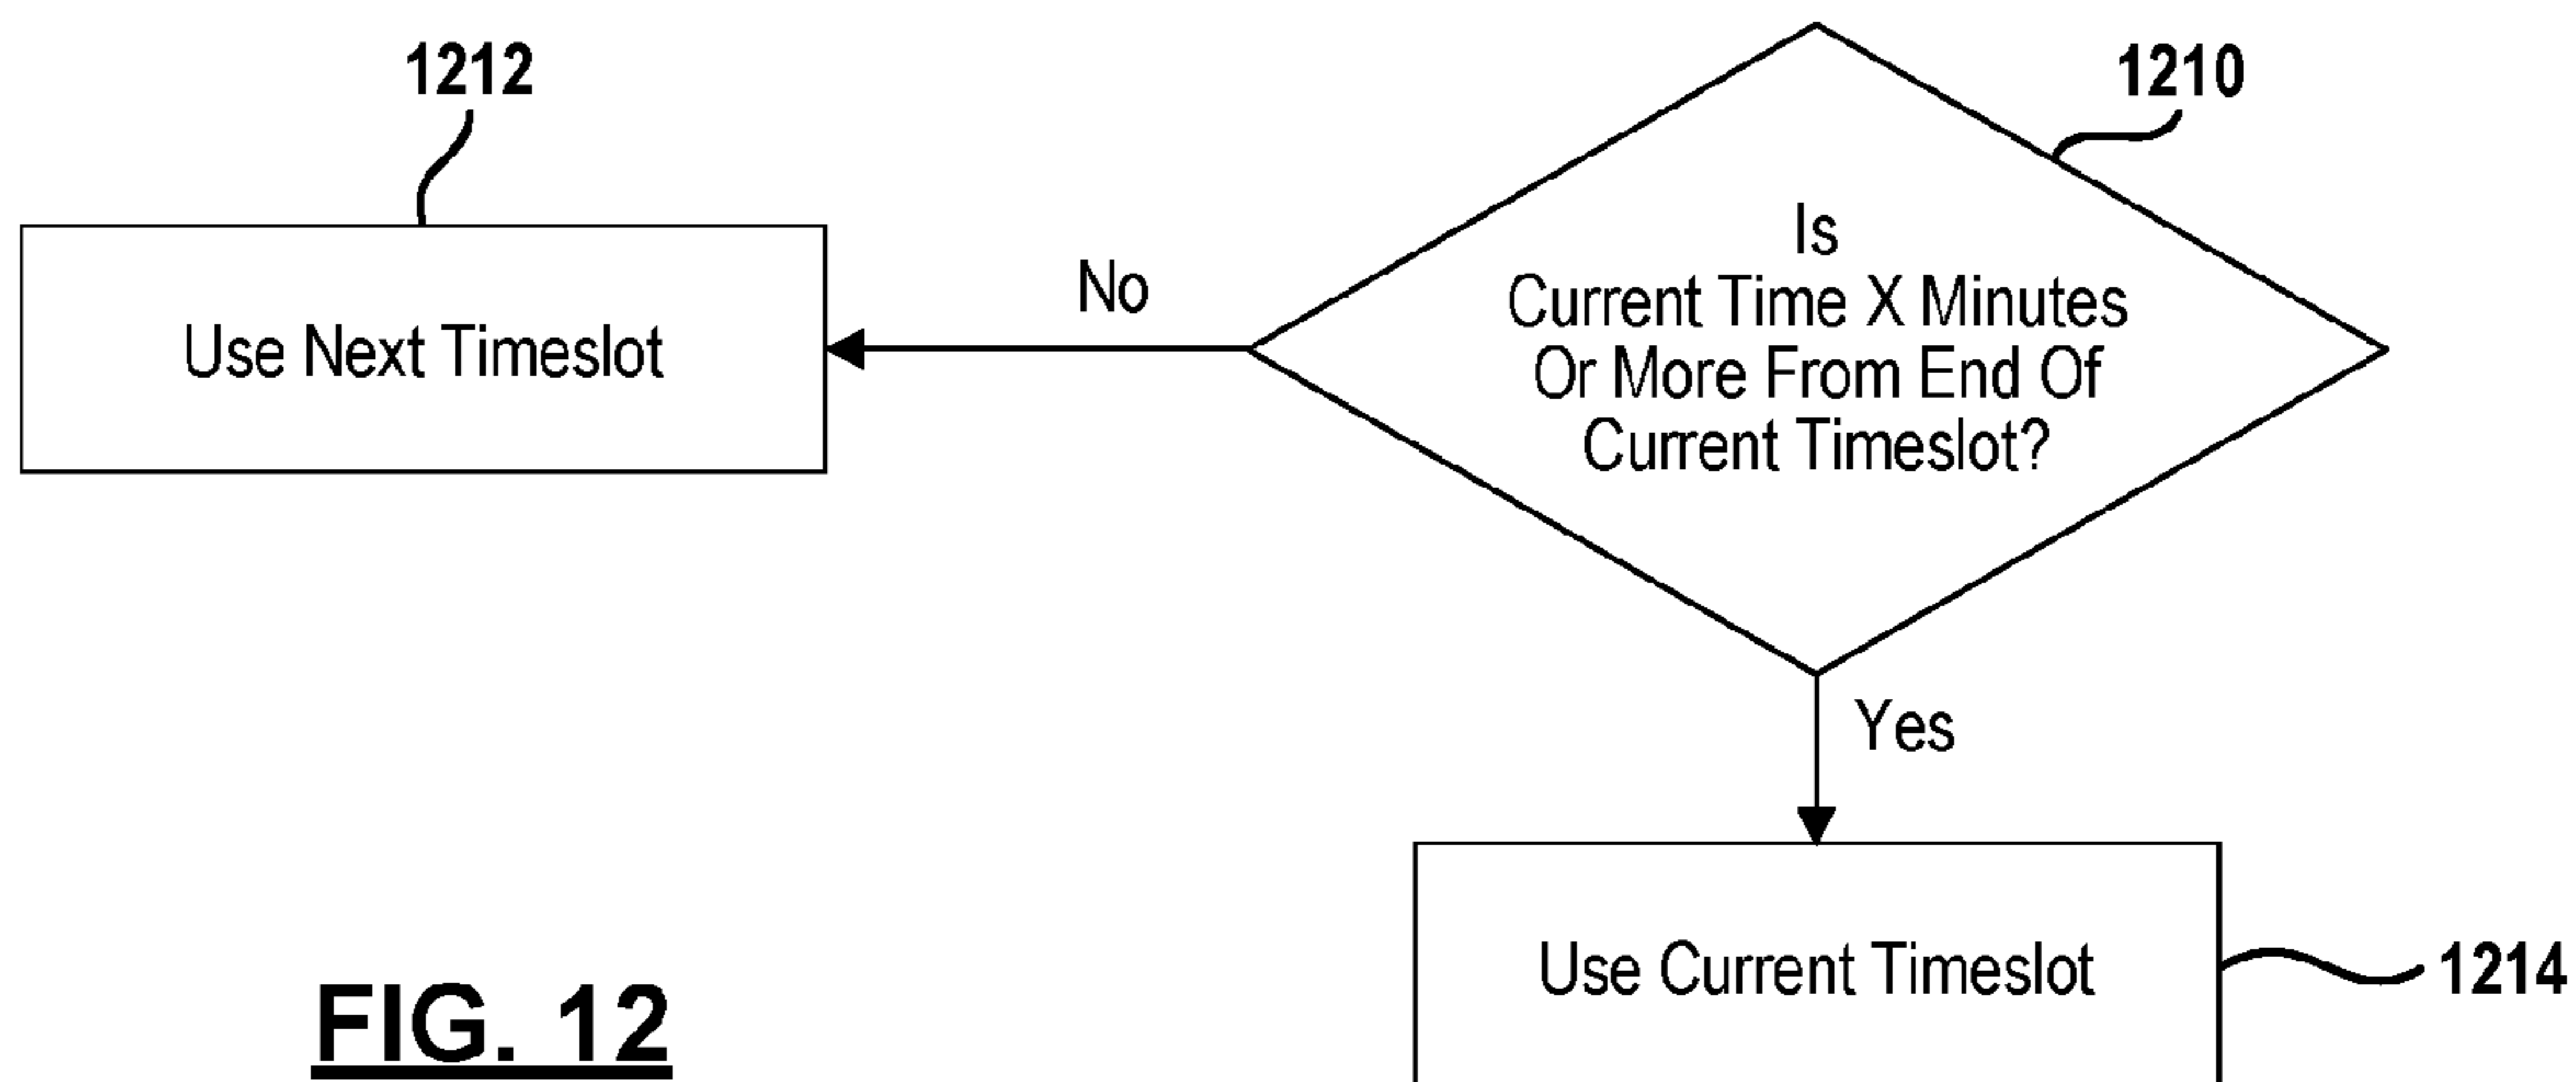 1212
1210
Is
Current Time X Minutes
Or More From End Of
Current Timeslot?
No
Use Next Timeslot
Yes
Use Current Timeslot
1214
FIG. 12